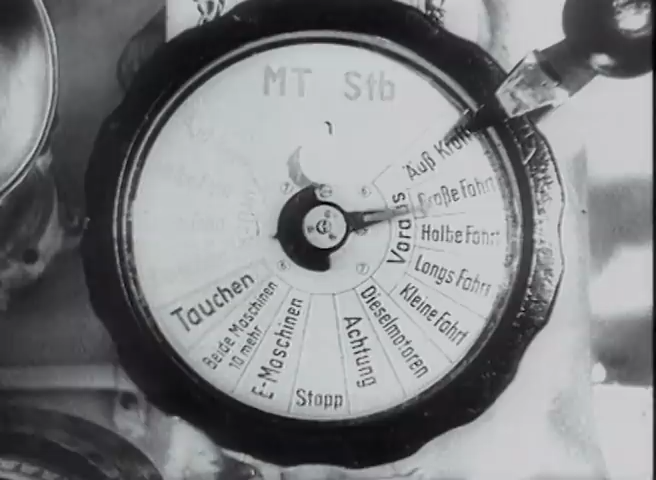 MT Stb
Äuß Kraft
Große Fahrt
Halbe Fahrt
Langs Fahrt
Kleine Fahrt
Voraus
Dieselmotoren
Achtung
Stopp
E-Maschinen
Beide Maschinen
10 mehr
Tauchen